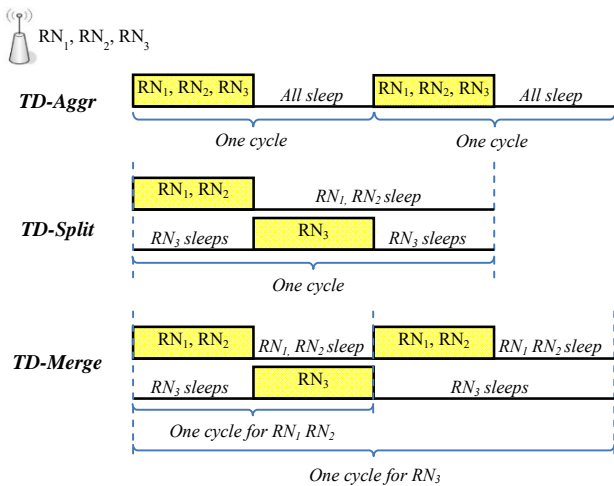 RN1, RN2, RN3
TD-Aggr
RN1, RN2, RN3
All sleep
RN1, RN2, RN3
All sleep
One cycle
One cycle
TD-Split
RN1, RN2
RN1, RN2 sleep
RN3 sleeps
RN3
RN3 sleeps
One cycle
TD-Merge
RN1, RN2
RN1, RN2 sleep
RN1, RN2
RN1 RN2 sleep
RN3 sleeps
RN3
RN3 sleeps
One cycle for RN1 RN2
One cycle for RN3